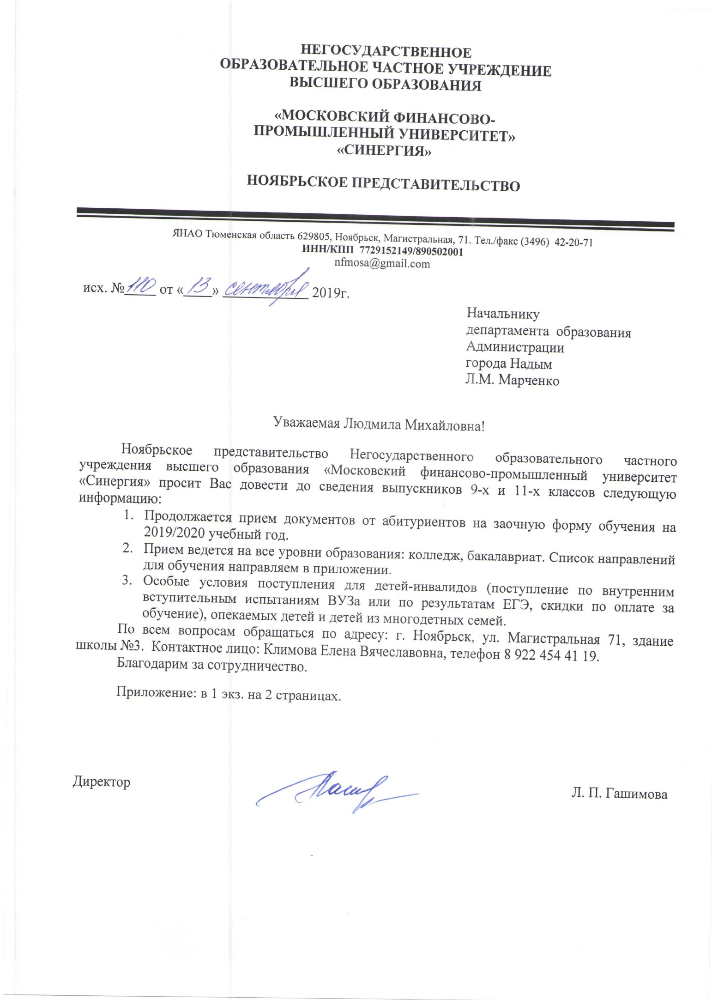 НЕГОСУДАРСТВЕННОЕ
ОБРАЗОВАТЕЛЬНОЕ ЧАСТНОЕ УЧРЕЖДЕНИЕ
ВЫСШЕГО ОБРАЗОВАНИЯ
«МОСКОВСКИЙ ФИНАНСОВО-
ПРОМЫШЛЕННЫЙ УНИВЕРСИТЕТ»
«СИНЕРГИЯ»
НОЯБРЬСКОЕ ПРЕДСТАВИТЕЛЬСТВО
ЯНАО Тюменская область 629805, Ноябрьск, Магистральная, 71. Тел./факс (3496) 42-20-71
ИНН/КПП 7729152149/890502001
nfmosa@gmail.com
исх. № 110 от «13» сентября 2019г.
Начальнику
департамента образования
Администрации
города Надым
Л.М. Марченко
Уважаемая Людмила Михайловна!
Ноябрьское представительство Негосударственного образовательного частного
учреждения высшего образования «Московский финансово-промышленный университет
«Синергия» просит Вас довести до сведения выпускников 9-х и 11-х классов следующую
информацию:
1. Продолжается прием документов от абитуриентов на заочную форму обучения на
2019/2020 учебный год.
2. Прием ведется на все уровни образования: колледж, бакалавриат. Список направлений
для обучения направляем в приложении.
3. Особые условия поступления для детей-инвалидов (поступление по внутренним
вступительным испытаниям ВУЗа или по результатам ЕГЭ, скидки по оплате за
обучение), опекаемых детей и детей из многодетных семей.
По всем вопросам обращаться по адресу: г. Ноябрьск, ул. Магистральная 71, здание
школы №3. Контактное лицо: Климова Елена Вячеславовна, телефон 8 922 454 41 19.
Благодарим за сотрудничество.
Приложение: в 1 экз. на 2 страницах.
Директор
Л. П. Гашимова